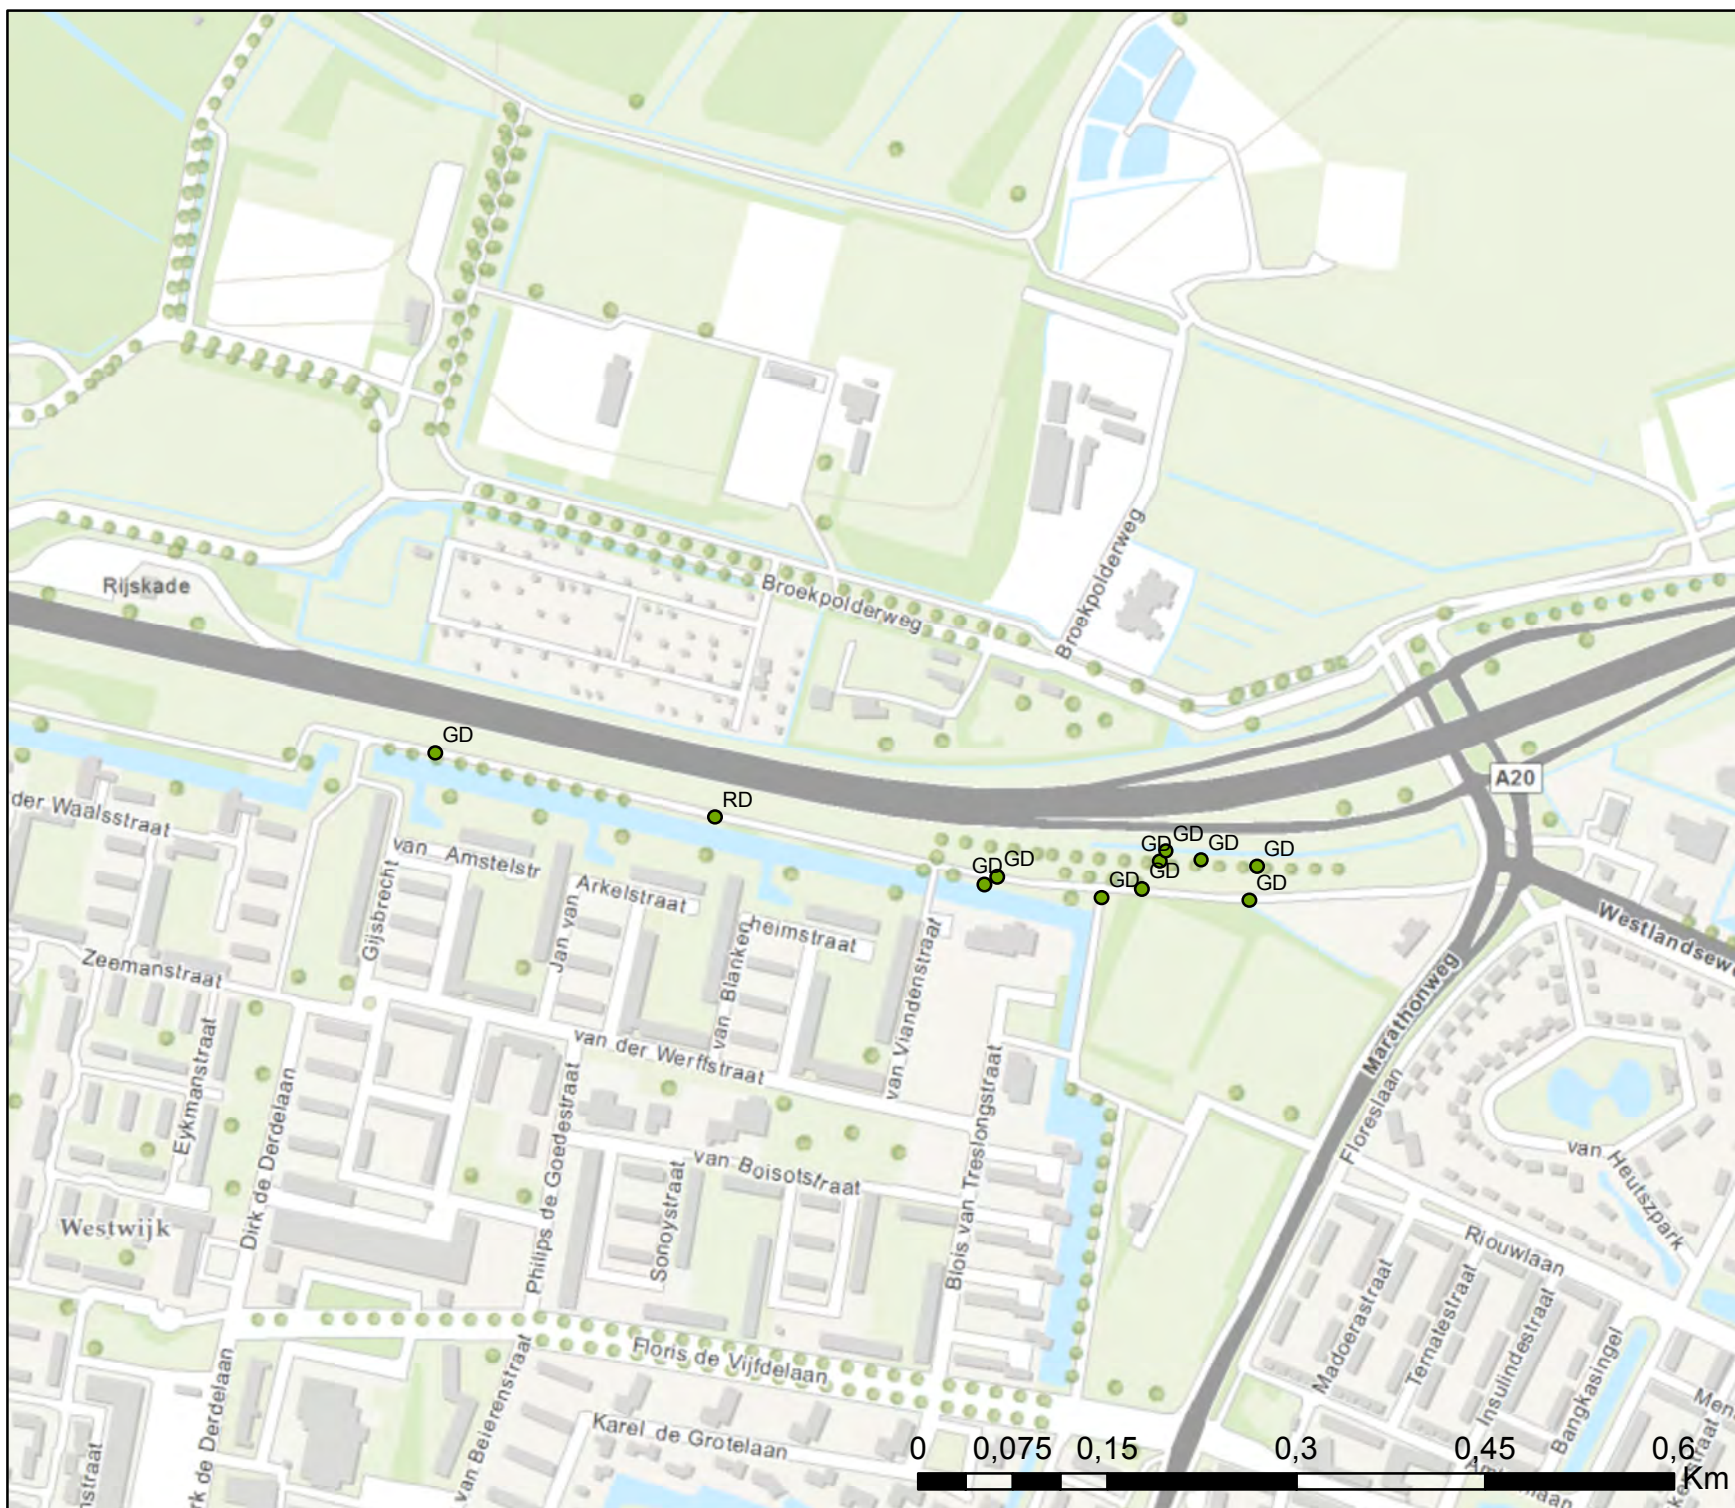 Rijskade
Broekpolderweg
Broekpolderweg
GD
RD
A20
GD
GD
GD
GD
GD
GD
GD
GD
GD
der Waalsstraat
van Amstelstr
Gijsbrecht
Arkelstraat
Jan van
heimstraat
van Blanken
van Viandenstraat
Westlandsewe
Zeemanstraat
Marathonweg
Eykmanstraat
van der Werffstraat
Dirk de Derdelaan
Philips de Goedestraat
Blois van Treslongstraat
Floreslaan
van Heutszpark
van Boisotstraat
Sonoystraat
Westwijk
Riouwlaan
Madoerastraat
Ternatestraat
Insulindestraat
Bangkasingel
Floris de Vijfdelaan
rk de Derdelaan
van Beierenstraat
Karel de Grotelaan
nstraat
Men
0 0,075 0,15 0,3 0,45 0,6
Km